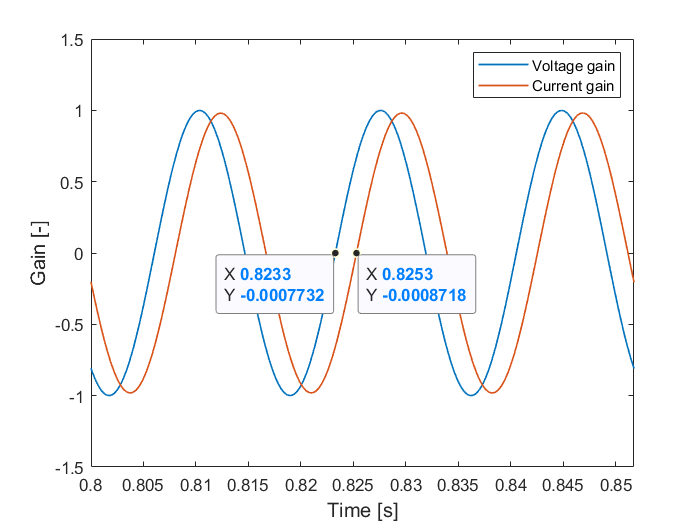 1.5
1
0.5
0
-0.5
-1
-1.5
Gain [-]
Voltage gain
Current gain
X 0.8233
Y -0.0007732
X 0.8253
Y -0.0008718
0.8 0.805 0.81 0.815 0.82 0.825 0.83 0.835 0.84 0.845 0.85
Time [s]